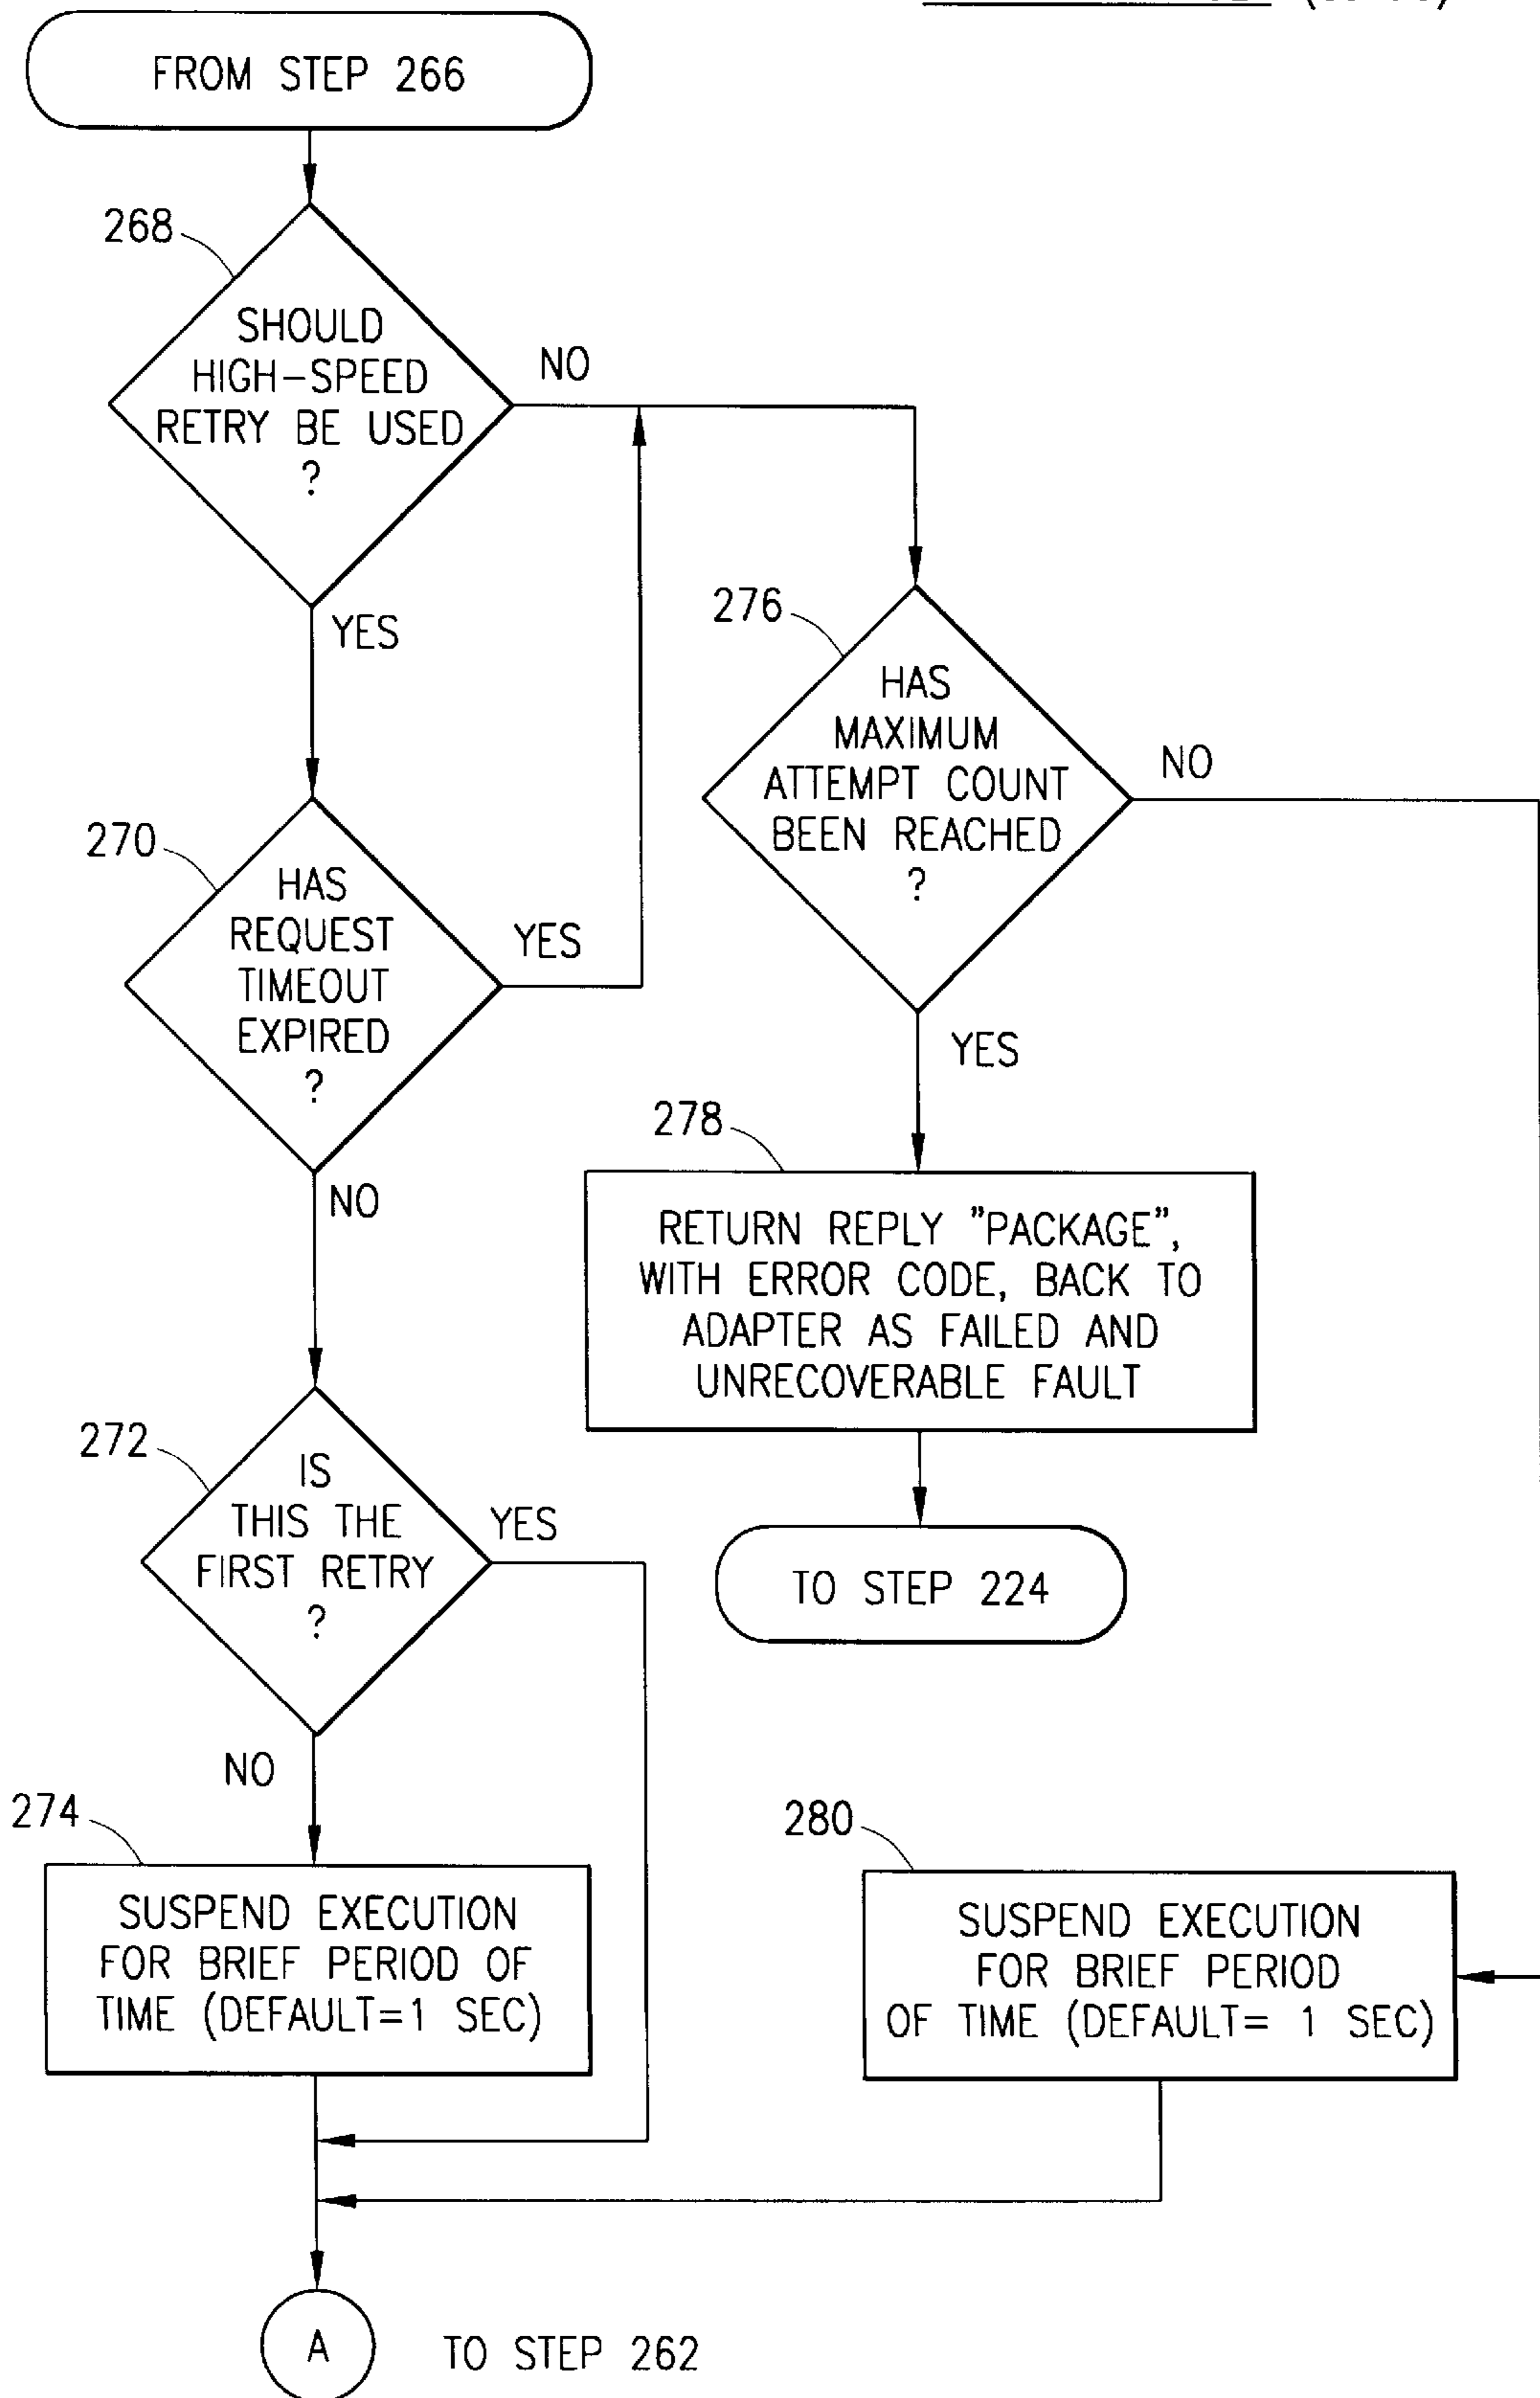 FROM STEP 266
268
SHOULD
HIGH-SPEED
RETRY BE USED
?
NO
YES
276
HAS
MAXIMUM
ATTEMPT COUNT
BEEN REACHED
?
NO
YES
270
HAS
REQUEST
TIMEOUT
EXPIRED
?
YES
NO
278
RETURN REPLY "PACKAGE",
WITH ERROR CODE, BACK TO
ADAPTER AS FAILED AND
UNRECOVERABLE FAULT
TO STEP 224
272
IS
THIS THE
FIRST RETRY
?
YES
NO
274
SUSPEND EXECUTION
FOR BRIEF PERIOD OF
TIME (DEFAULT=1 SEC)
280
SUSPEND EXECUTION
FOR BRIEF PERIOD
OF TIME (DEFAULT= 1 SEC)
A
TO STEP 262